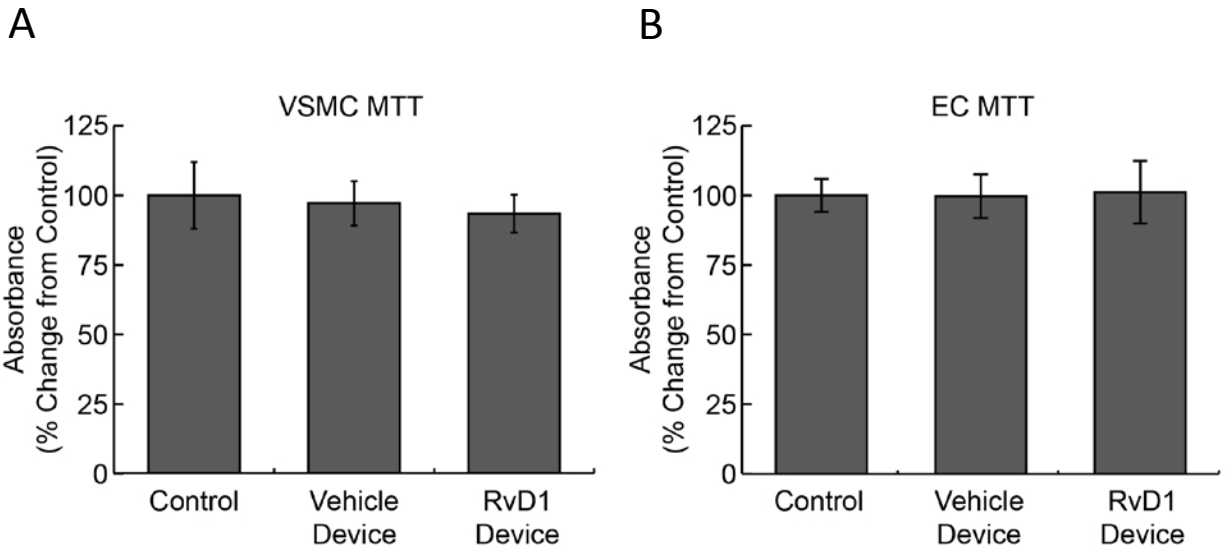 A
VSMC MTT
Absorbance
(% Change from Control)
125
100
75
50
25
0
Control
Vehicle
Device
RvD1
Device
B
EC MTT
Absorbance
(% Change from Control)
125
100
75
50
25
0
Control
Vehicle
Device
RvD1
Device